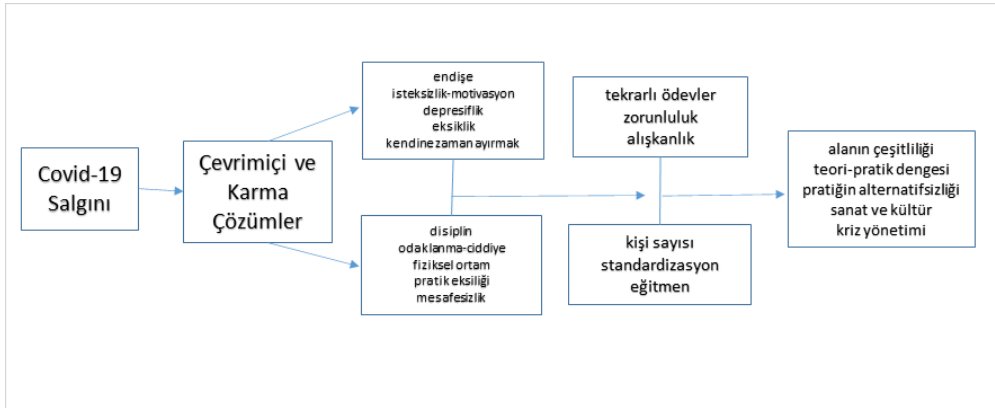 Covid-19
Salgını
Çevrimiçi ve
Karma
Çözümler
endişe
isteksizlik-motivasyon
depresiflik
eksiklik
kendine zaman ayırmak
disiplin
odaklanma-ciddiye
fiziksel ortam
pratik eksiliği
mesafesizlik
tekrarlı ödevler
zorunluluk
alışkanlık
kişi sayısı
standardizasyon
eğitmen
alanın çeşitliliği
teori-pratik dengesi
pratiğin alternatifsizliği
sanat ve kültür
kriz yönetimi